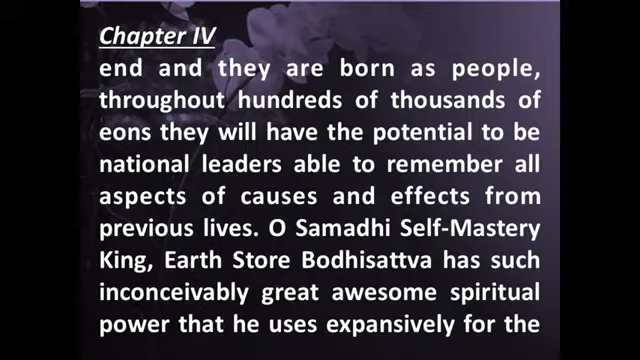 Chapter IV
end and they are born as people,
throughout hundreds of thousands of
eons they will have the potential to be
national leaders able to remember all
aspects of causes and effects from
previous lives. O Samadhi Self-Mastery
King, Earth Store Bodhisattva has such
inconceivably great awesome spiritual
power that he uses expansively for the